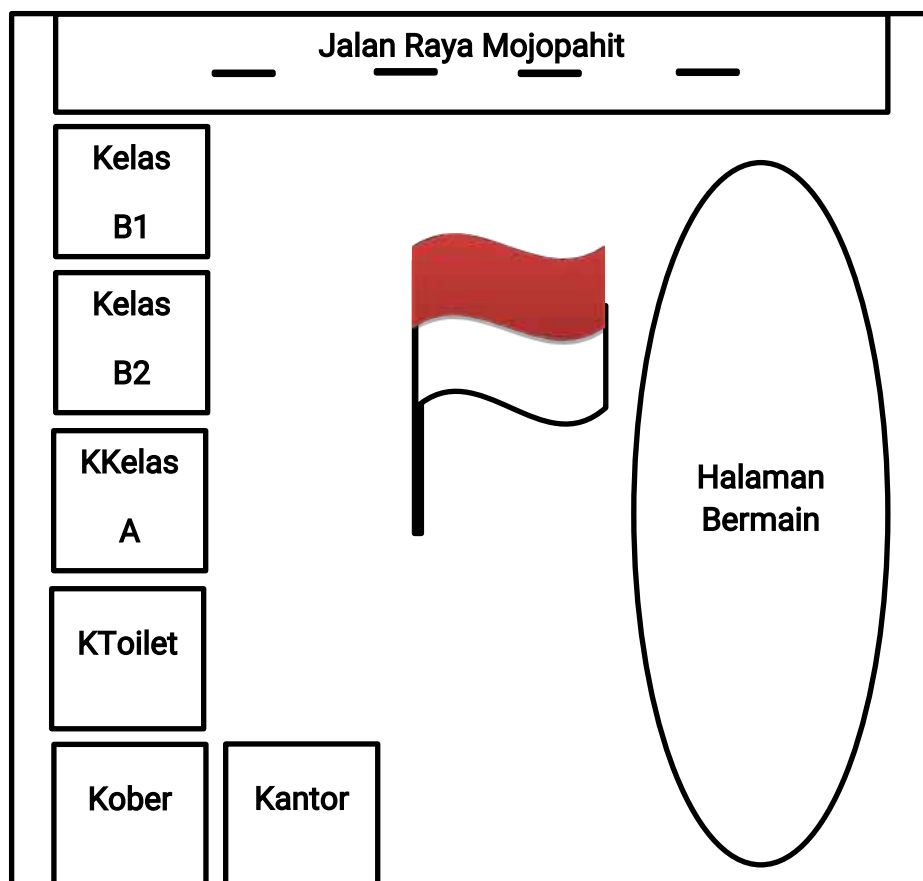 Jalan Raya Mojopahit
Kelas
B1
Kelas
B2
KKelas
A
KToilet
Kober
Kantor
Halaman
Bermain